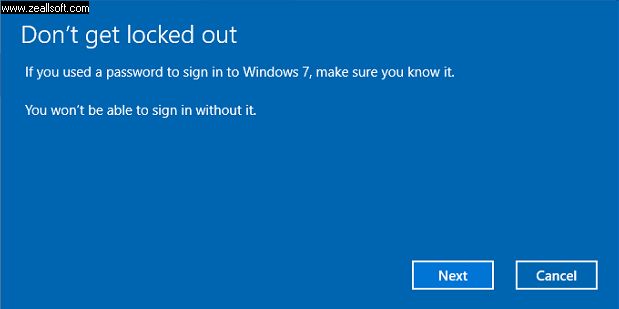 www.zeallsoft.com
Don't get locked out
If you used a password to sign in to Windows 7, make sure you know it.
You won't be able to sign in without it.
Next Cancel